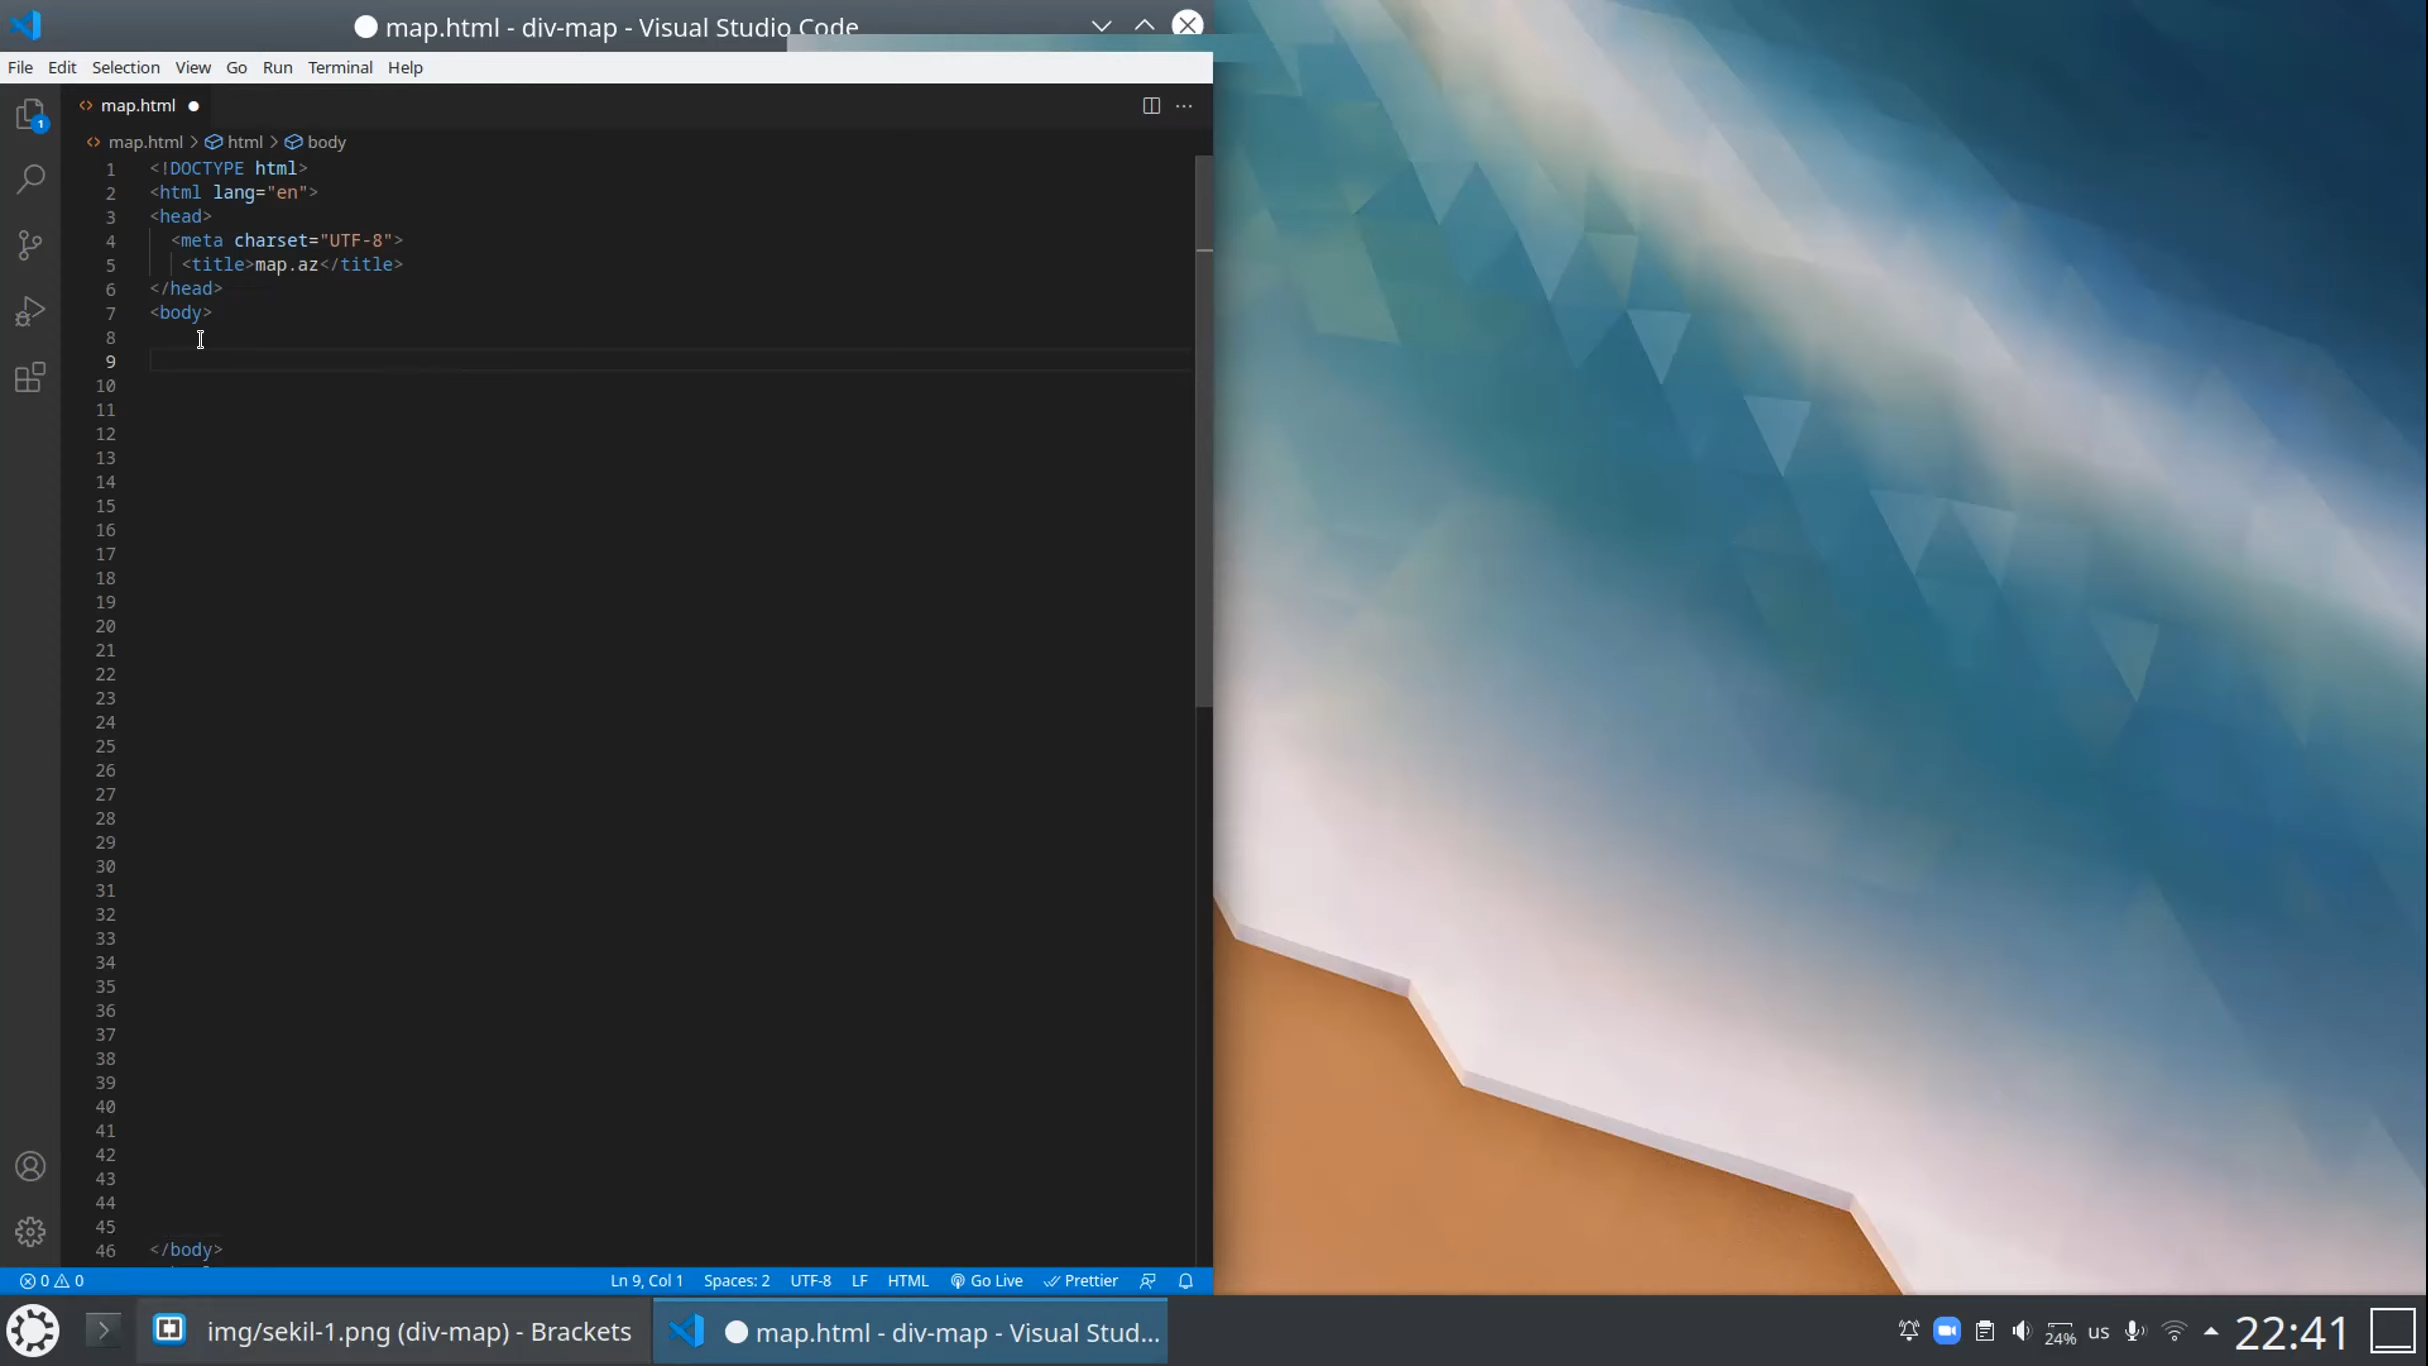 map.html - div-map - Visual Studio Code
File Edit Selection View Go Run Terminal Help
map.html
map.html > html > body
1 <!DOCTYPE html>
2 <html lang="en">
3 <head>
4 <meta charset="UTF-8">
5 <title>map.az</title>
6 </head>
7 <body>
8
9
10
11
12
13
14
15
16
17
18
19
20
21
22
23
24
25
26
27
28
29
30
31
32
33
34
35
36
37
38
39
40
41
42
43
44
45
46 </body>
0 0 Ln 9, Col 1 Spaces: 2 UTF-8 LF HTML Go Live Prettier
img/sekil-1.png (div-map) - Brackets map.html - div-map - Visual Stud... 24% us 22:41